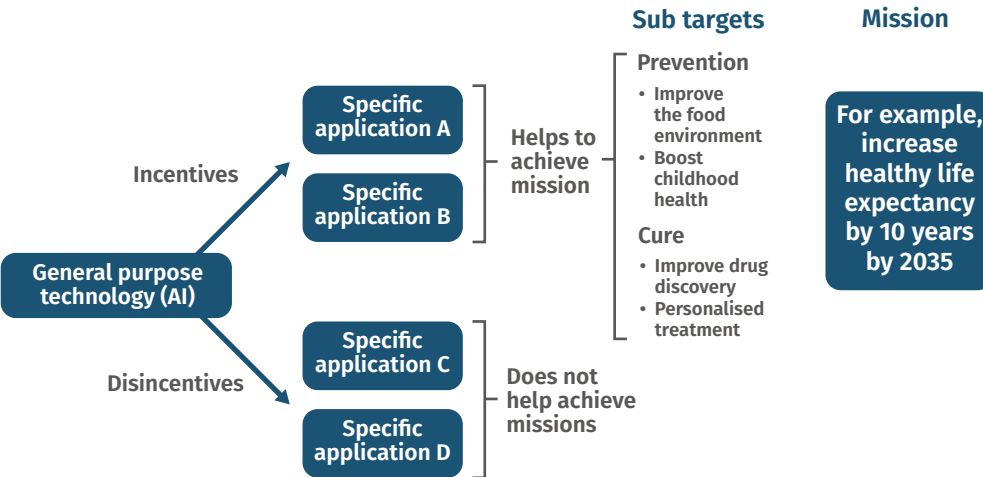 Sub targets
Mission
Prevention
• Improve
the food
environment
• Boost
childhood
health
Cure
• Improve drug
discovery
• Personalised
treatment
For example,
increase
healthy life
expectancy
by 10 years
by 2035
Specific
application A
Specific
application B
Helps to
achieve
mission
Incentives
General purpose
technology (AI)
Disincentives
Specific
application C
Specific
application D
Does not
help achieve
missions